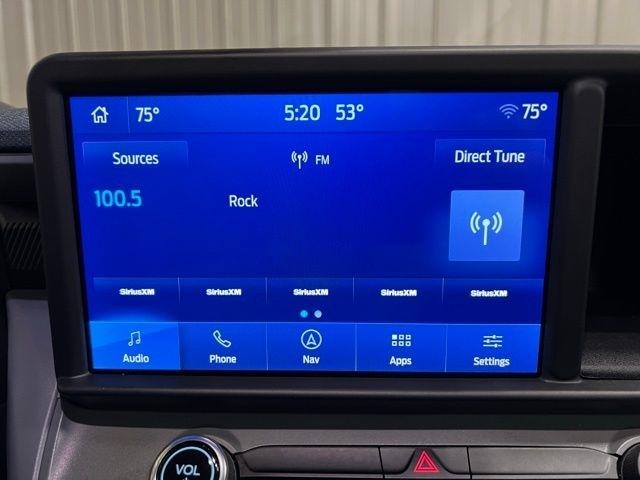 75° 5:20 53° 75°
Sources FM Direct Tune
100.5 Rock
SiriusXM SiriusXM SiriusXM SiriusXM SiriusXM
Audio Phone Nav Apps Settings
VOL